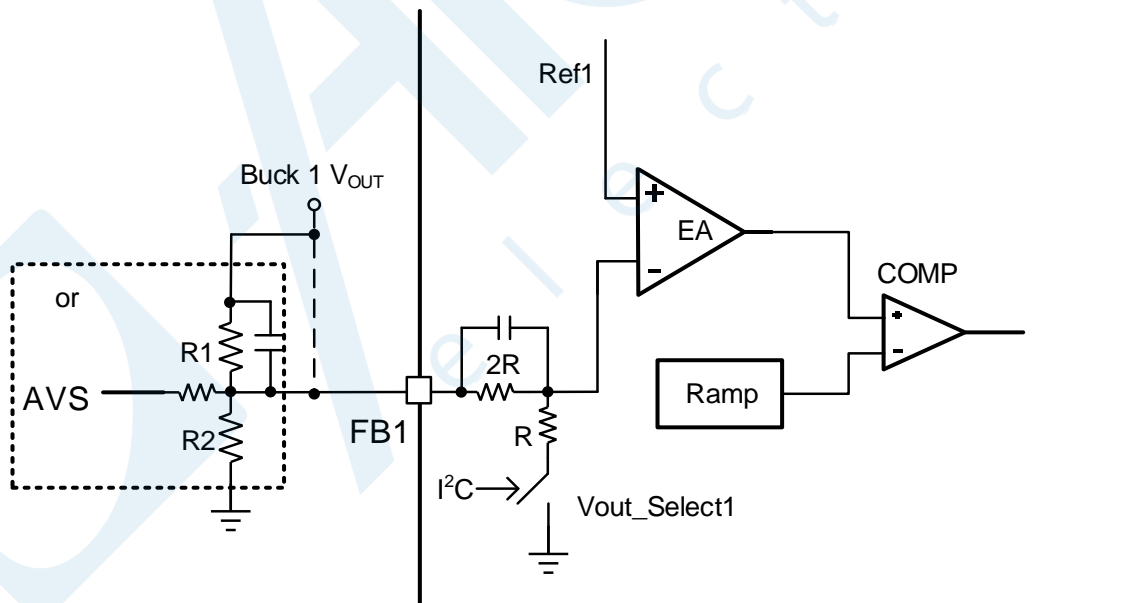 Ref1
Buck 1 VOUT
EA
COMP
or
R1
2R
Ramp
AVS
FB1
R
R2
I²C
Vout_Select1
e l e c t